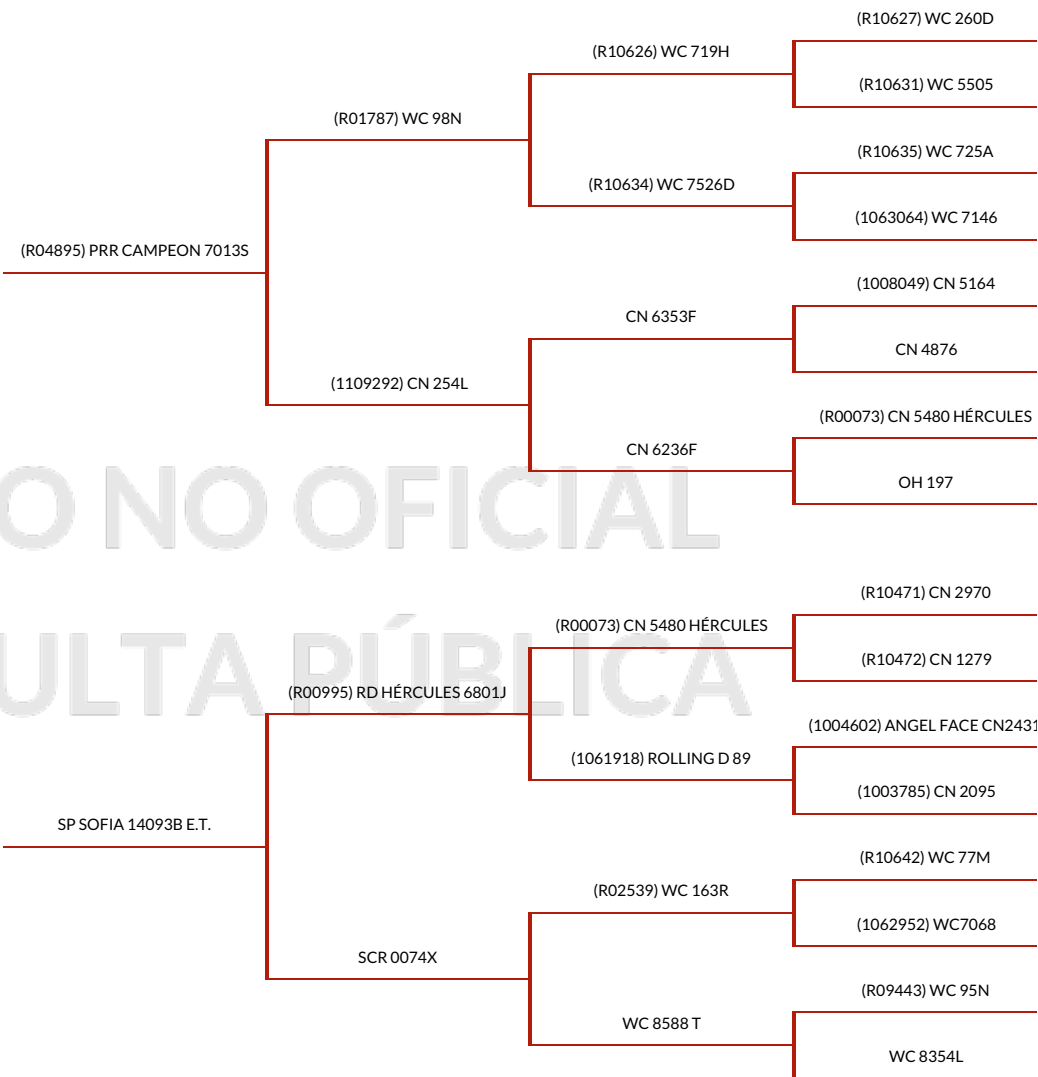 (R10627) WC 260D
(R10626) WC 719H
(R10631) WC 5505
(R01787) WC 98N
(R10635) WC 725A
(R10634) WC 7526D
(1063064) WC 7146
(R04895) PRR CAMPEON 7013S
(1008049) CN 5164
CN 6353F
CN 4876
(1109292) CN 254L
(R00073) CN 5480 HÉRCULES
CN 6236F
OH 197
O NO OFICIAL
(R10471) CN 2970
(R00073) CN 5480 HÉRCULES
(R10472) CN 1279
ULTA PÚBLICA
(R00995) RD HÉRCULES 6801J
(1004602) ANGEL FACE CN2431
(1061918) ROLLING D 89
(1003785) CN 2095
SP SOFIA 14093B E.T.
(R10642) WC 77M
(R02539) WC 163R
(1062952) WC7068
SCR 0074X
(R09443) WC 95N
WC 8588 T
WC 8354L